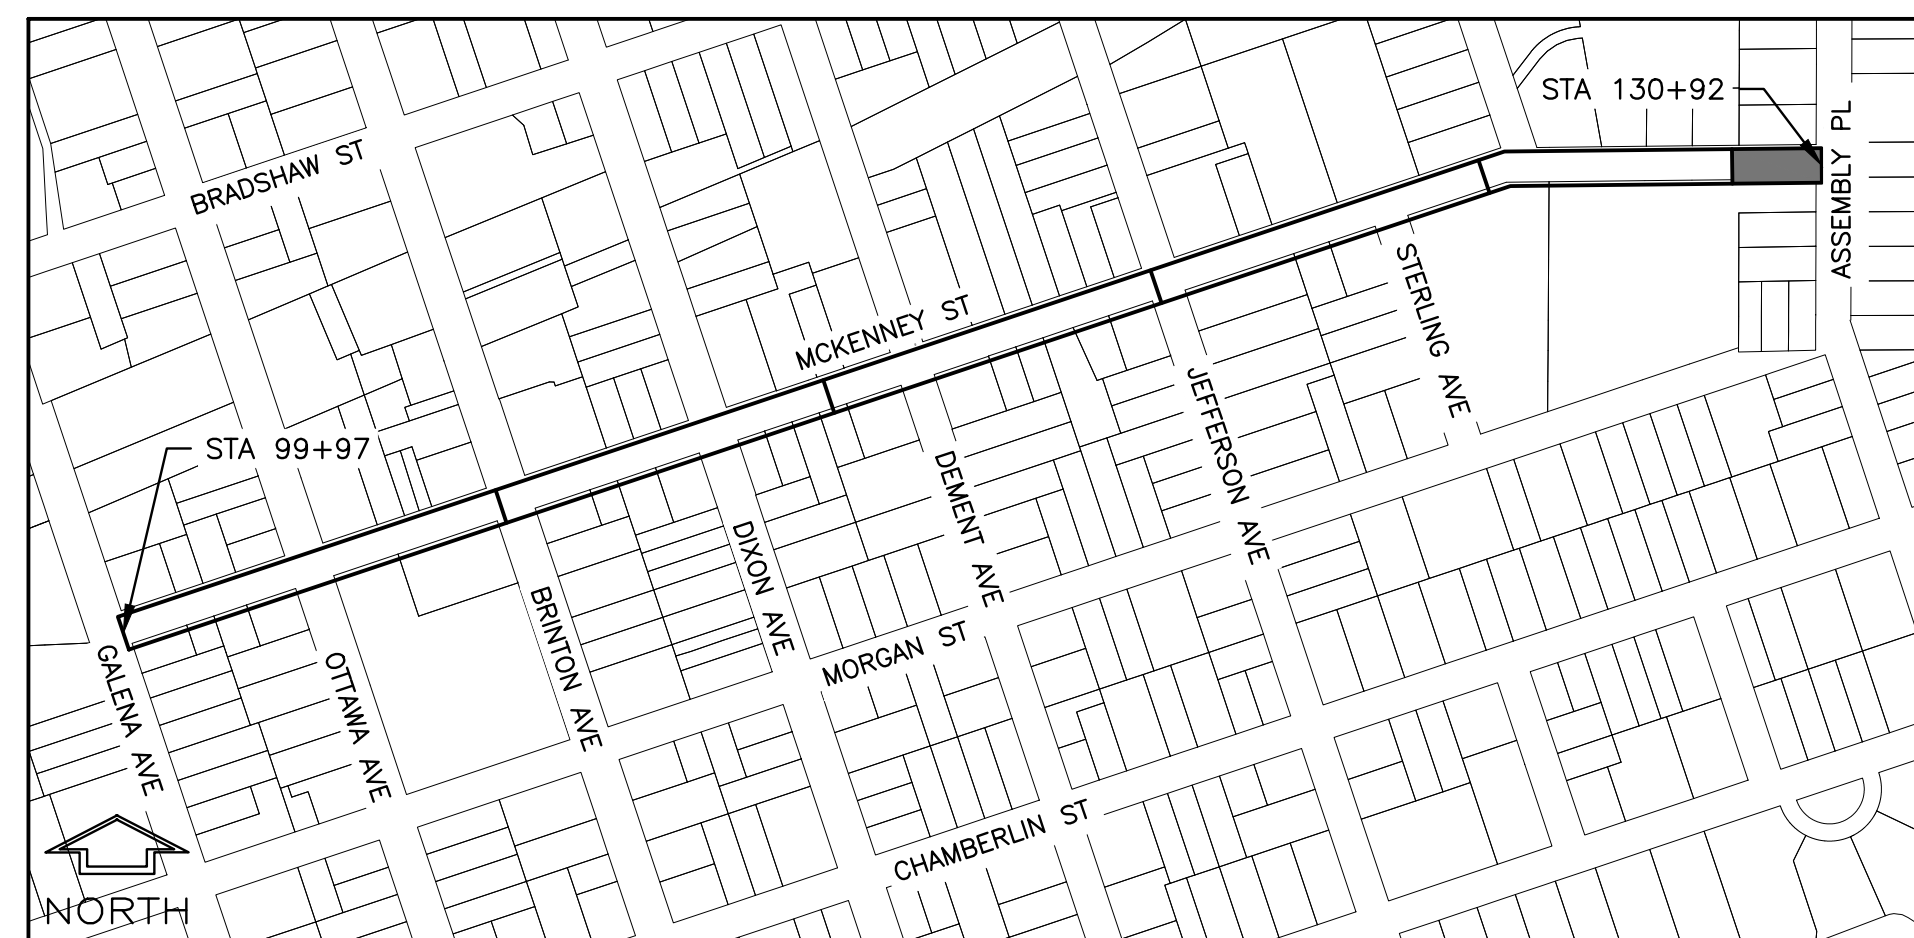 STA 130+92
ASSEMBLY PL
BRADSHAW ST
STERLING AVE
MCKENNEY ST
JEFFERSON AVE
STA 99+97
DEMENT AVE
DIXON AVE
BRINTON AVE
MORGAN ST
GALENA AVE
OTTAWA AVE
CHAMBERLIN ST
NORTH